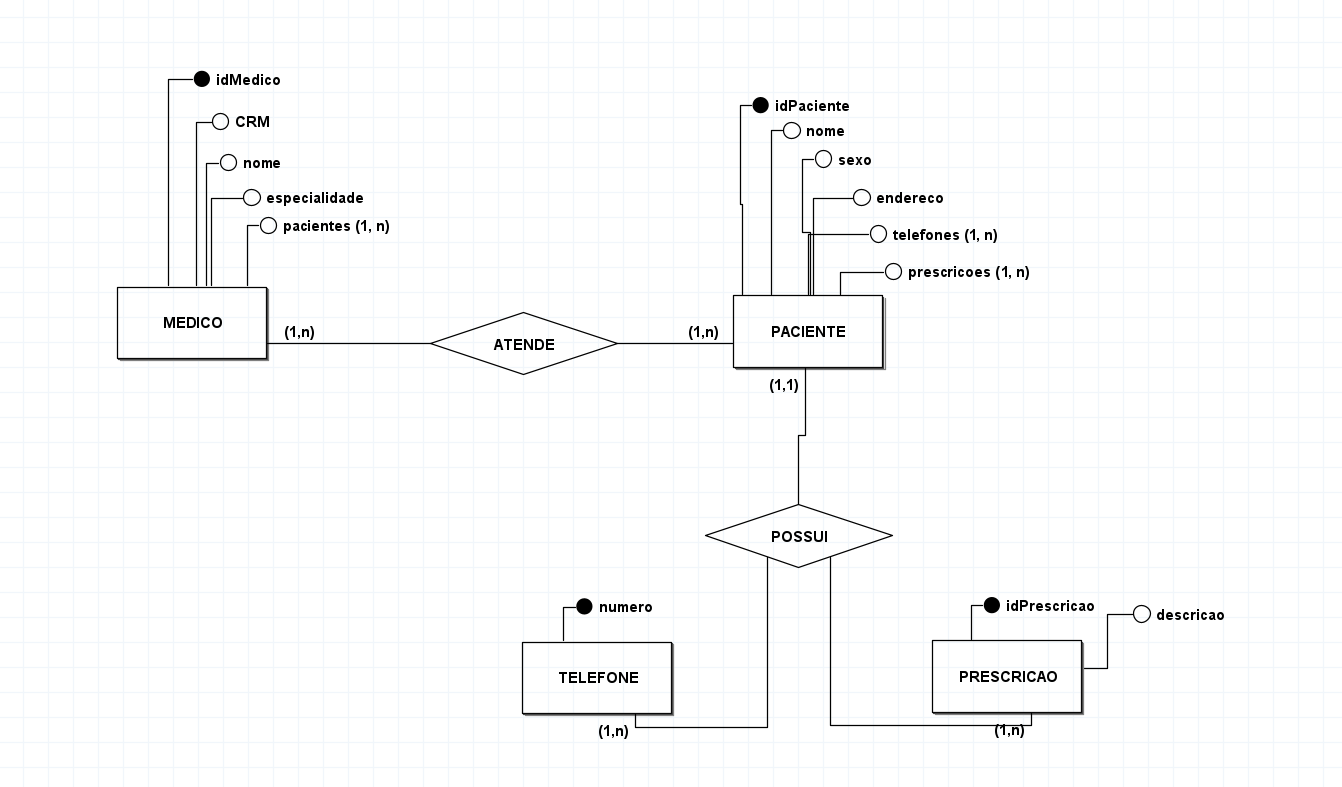 idMedico
CRM
nome
especialidade
pacientes (1, n)
MEDICO
(1,n)
ATENDE
(1,n)
idPaciente
nome
sexo
endereco
telefones (1, n)
prescricoes (1, n)
PACIENTE
(1,1)
POSSUI
numero
TELEFONE
(1,n)
idPrescricao
descricao
PRESCRICAO
(1,n)